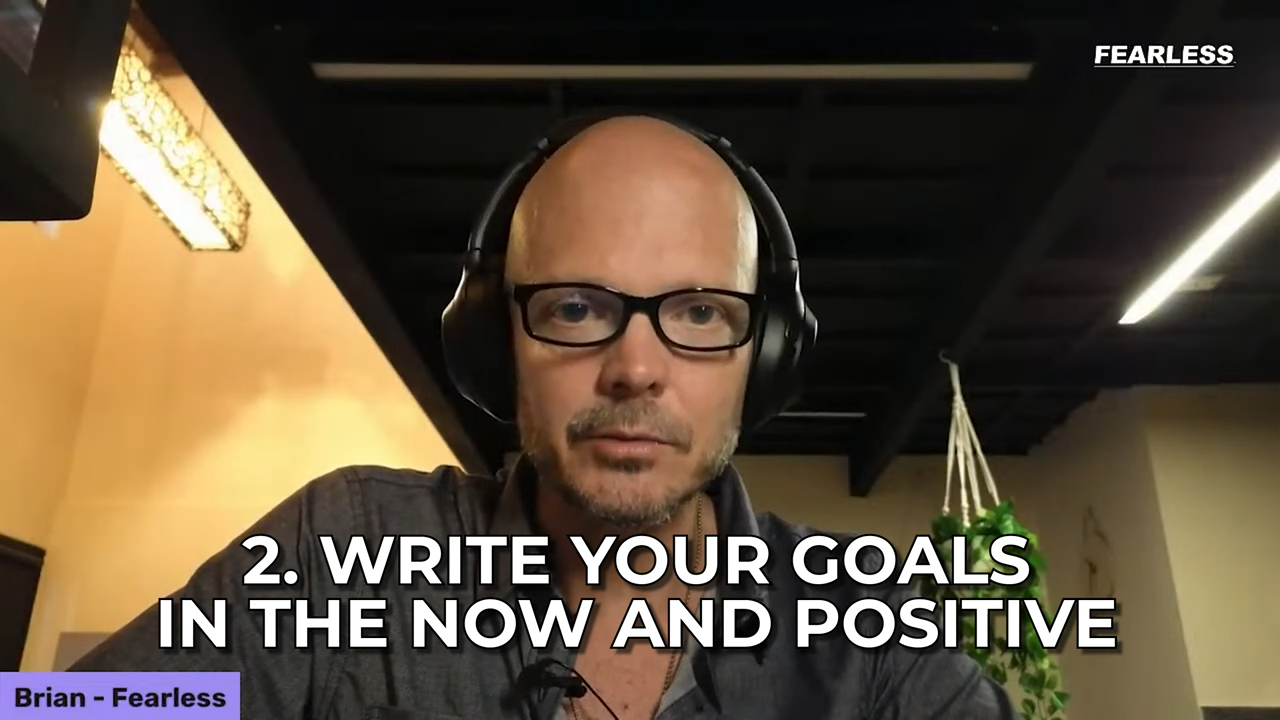 FEARLESS
2. WRITE YOUR GOALS
IN THE NOW AND POSITIVE
Brian - Fearless